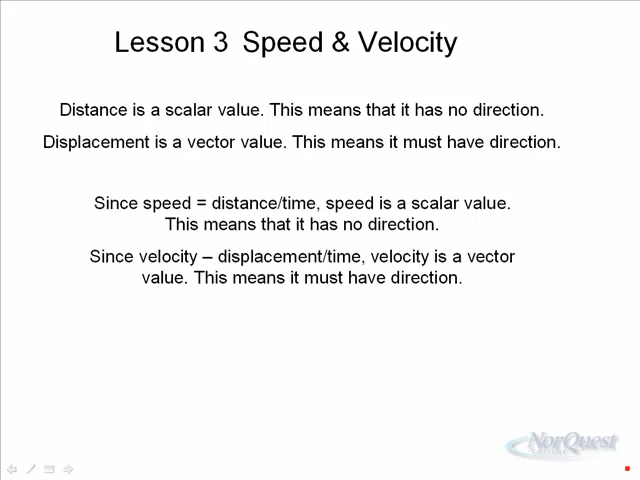 Lesson 3 Speed & Velocity
Distance is a scalar value. This means that it has no direction.
Displacement is a vector value. This means it must have direction.
Since speed = distance/time, speed is a scalar value.
This means that it has no direction.
Since velocity – displacement/time, velocity is a vector
value. This means it must have direction.
NorQuest